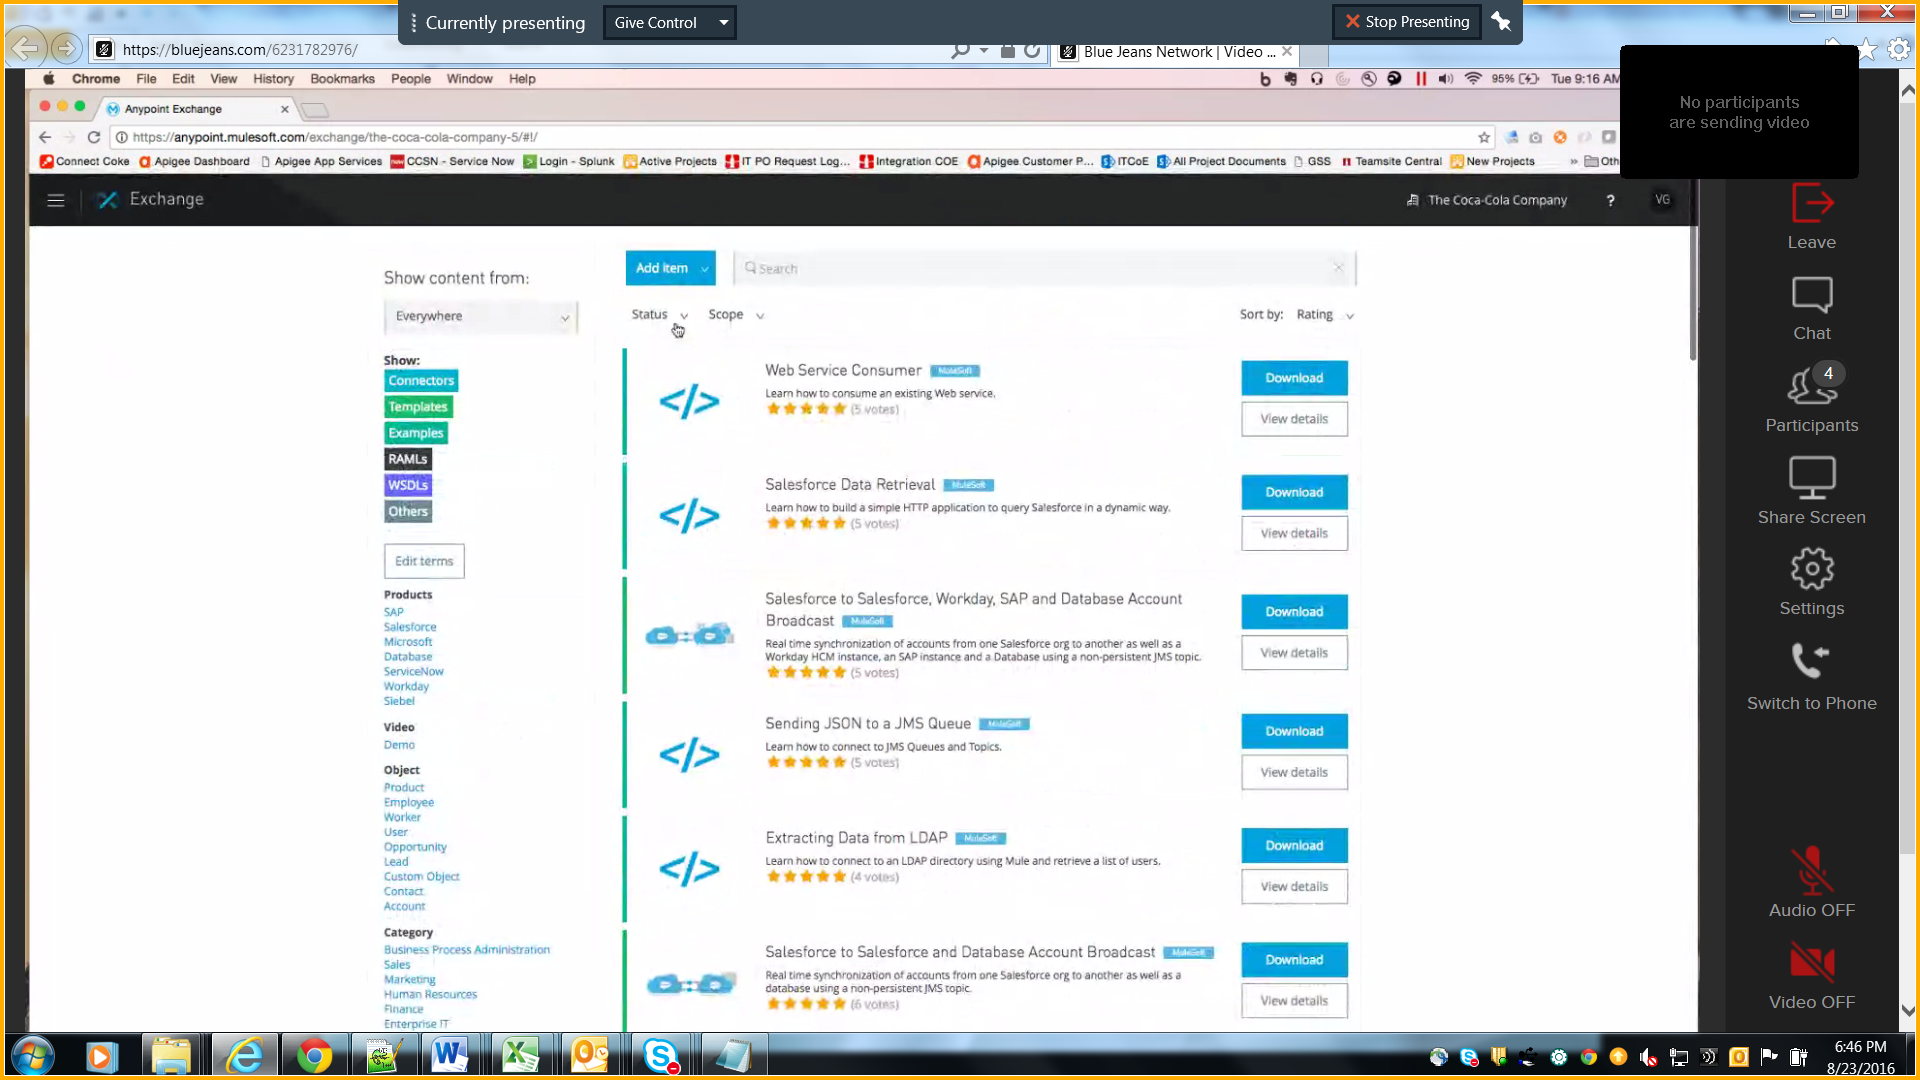 Currently presenting
Give Control
Stop Presenting
https://bluejeans.com/6231782976/
Blue Jeans Network | Video ...
No participants
are sending video
Chrome File Edit View History Bookmarks People Window Help
95% Tue 9:16 AM
Anypoint Exchange
https://anypoint.mulesoft.com/exchange/the-coca-cola-company-5/#!/
Connect Coke Apigee Dashboard Apigee App Services CCSN - Service Now Login - Splunk Active Projects IT PO Request Log... Integration COE Apigee Customer P... ITCoE All Project Documents GSS Teamsite Central New Projects » Oth
Exchange
The Coca-Cola Company ? VG
Show content from:
Everywhere
Show:
Connectors
Templates
Examples
RAMLs
WSDLs
Others
Edit terms
Products
SAP
Salesforce
Microsoft
Database
ServiceNow
Workday
Siebel
Video
Demo
Object
Product
Employee
Worker
User
Opportunity
Lead
Custom Object
Contact
Account
Category
Business Process Administration
Sales
Marketing
Human Resources
Finance
Enterprise IT
Add item
Search
Status Scope
Sort by: Rating
Web Service Consumer MuleSoft
Learn how to consume an existing Web service.
(5 votes)
Download
View details
Salesforce Data Retrieval MuleSoft
Learn how to build a simple HTTP application to query Salesforce in a dynamic way.
(5 votes)
Download
View details
Salesforce to Salesforce, Workday, SAP and Database Account
Broadcast MuleSoft
Real time synchronization of accounts from one Salesforce org to another as well as a
Workday HCM instance, an SAP instance and a Database using a non-persistent JMS topic.
(5 votes)
Download
View details
Sending JSON to a JMS Queue MuleSoft
Learn how to connect to JMS Queues and Topics.
(5 votes)
Download
View details
Extracting Data from LDAP MuleSoft
Learn how to connect to an LDAP directory using Mule and retrieve a list of users.
(4 votes)
Download
View details
Salesforce to Salesforce and Database Account Broadcast MuleSoft
Real time synchronization of accounts from one Salesforce org to another as well as a
database using a non-persistent JMS topic.
(6 votes)
Download
View details
Leave
Chat
4
Participants
Share Screen
Settings
Switch to Phone
Audio OFF
Video OFF
6:46 PM
8/23/2016